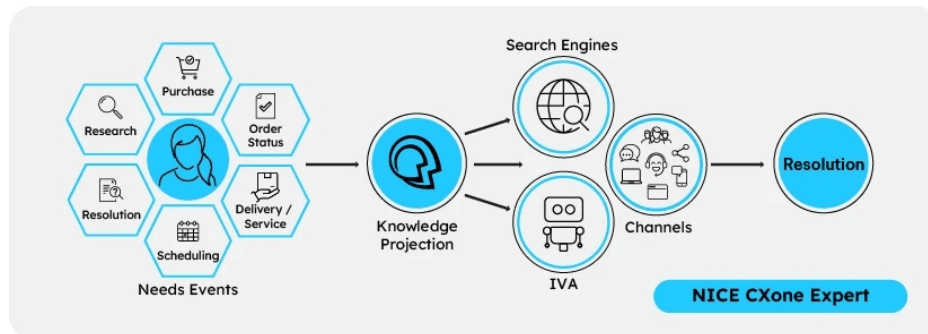 Search Engines
Purchase
Research
Order
Status
Resolution
Delivery /
Service
Scheduling
Needs Events
Knowledge
Projection
IVA
Channels
Resolution
NICE CXone Expert